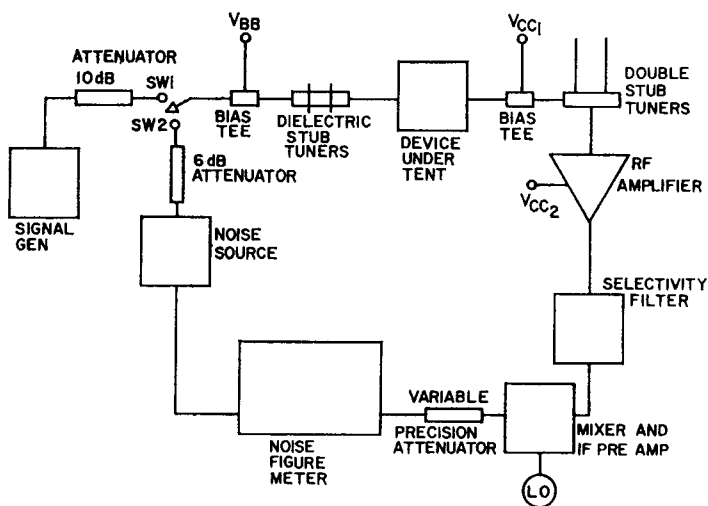 ATTENUATOR
10 dB
SW1
SW2
V_BB
BIAS
TEE
DIELECTRIC
STUB
TUNERS
DEVICE
UNDER
TENT
V_CC1
BIAS
TEE
DOUBLE
STUB
TUNERS
6 dB
ATTENUATOR
SIGNAL
GEN
NOISE
SOURCE
RF
AMPLIFIER
V_CC2
SELECTIVITY
FILTER
NOISE
FIGURE
METER
VARIABLE
PRECISION
ATTENUATOR
MIXER AND
IF PRE AMP
LO